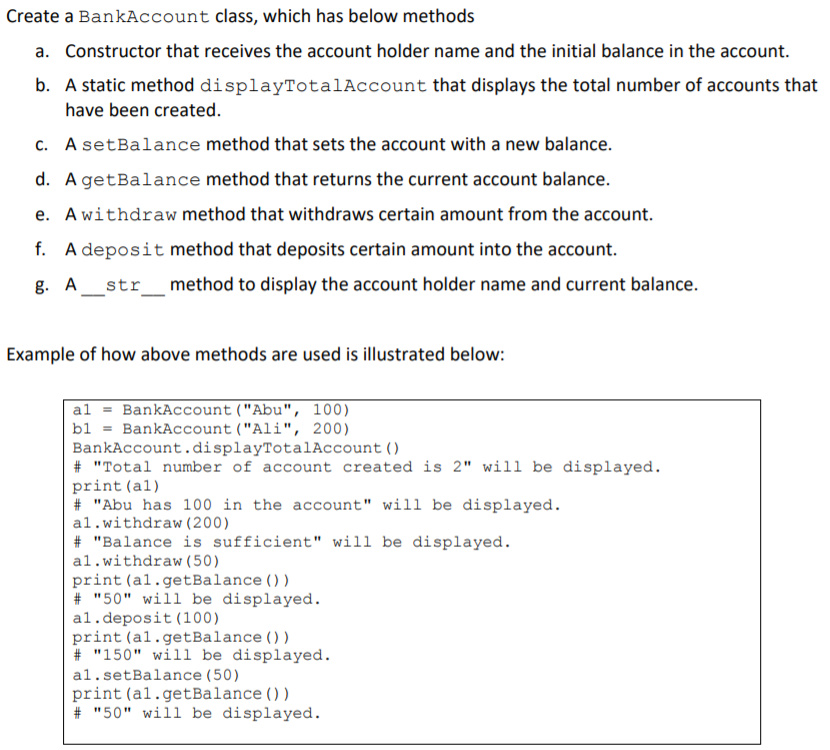 Create a BankAccount class, which has below methods
a. Constructor that receives the account holder name and the initial balance in the account.
b. A static method displayTotalAccount that displays the total number of accounts that
have been created.
c. A setBalance method that sets the account with a new balance.
d. A getBalance method that returns the current account balance.
e. A withdraw method that withdraws certain amount from the account.
f. A deposit method that deposits certain amount into the account.
g. A __str__ method to display the account holder name and current balance.
Example of how above methods are used is illustrated below:
a1 = BankAccount("Abu", 100)
b1 = BankAccount("Ali", 200)
BankAccount.displayTotalAccount()
# "Total number of account created is 2" will be displayed.
print(a1)
# "Abu has 100 in the account" will be displayed.
a1.withdraw(200)
# "Balance is sufficient" will be displayed.
a1.withdraw(50)
print(a1.getBalance())
# "50" will be displayed.
a1.deposit(100)
print(a1.getBalance())
# "150" will be displayed.
a1.setBalance(50)
print(a1.getBalance())
# "50" will be displayed.